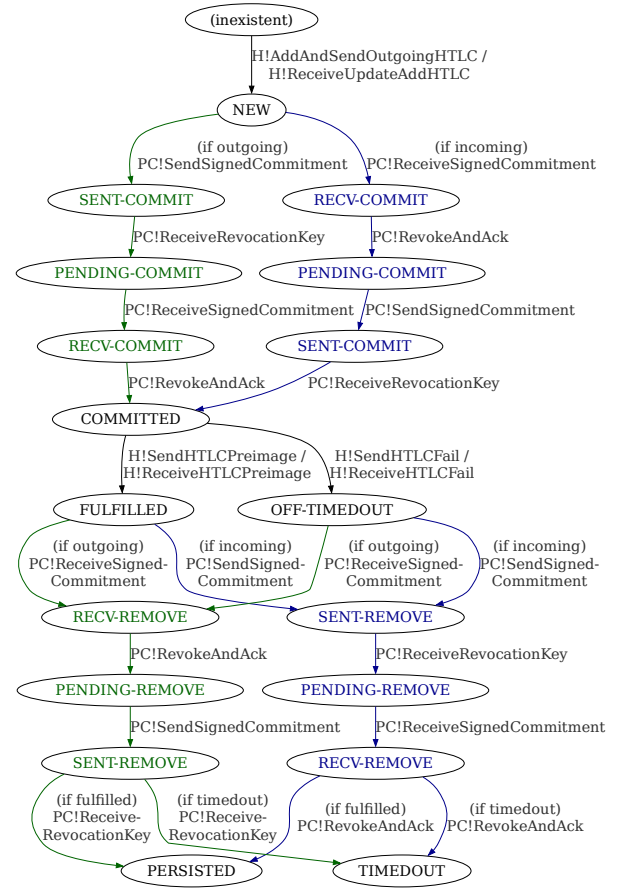 (inexistent)
H!AddAndSendOutgoingHTLC /
H!ReceiveUpdateAddHTLC
NEW
(if outgoing)
PC!SendSignedCommitment
(if incoming)
PC!ReceiveSignedCommitment
SENT-COMMIT
RECV-COMMIT
PC!ReceiveRevocationKey
PC!RevokeAndAck
PENDING-COMMIT
PENDING-COMMIT
PC!ReceiveSignedCommitment
PC!SendSignedCommitment
RECV-COMMIT
SENT-COMMIT
PC!RevokeAndAck
PC!ReceiveRevocationKey
COMMITTED
H!SendHTLCPreimage /
H!ReceiveHTLCPreimage
H!SendHTLCFail /
H!ReceiveHTLCFail
FULFILLED
OFF-TIMEDOUT
(if outgoing)
PC!ReceiveSigned-
Commitment
(if incoming)
PC!SendSigned-
Commitment
(if outgoing)
PC!ReceiveSigned-
Commitment
(if incoming)
PC!SendSigned-
Commitment
RECV-REMOVE
SENT-REMOVE
PC!RevokeAndAck
PC!ReceiveRevocationKey
PENDING-REMOVE
PENDING-REMOVE
PC!SendSignedCommitment
PC!ReceiveSignedCommitment
SENT-REMOVE
RECV-REMOVE
(if fulfilled)
PC!Receive-
RevocationKey
(if timedout)
PC!Receive-
RevocationKey
(if fulfilled)
PC!RevokeAndAck
(if timedout)
PC!RevokeAndAck
PERSISTED
TIMEDOUT